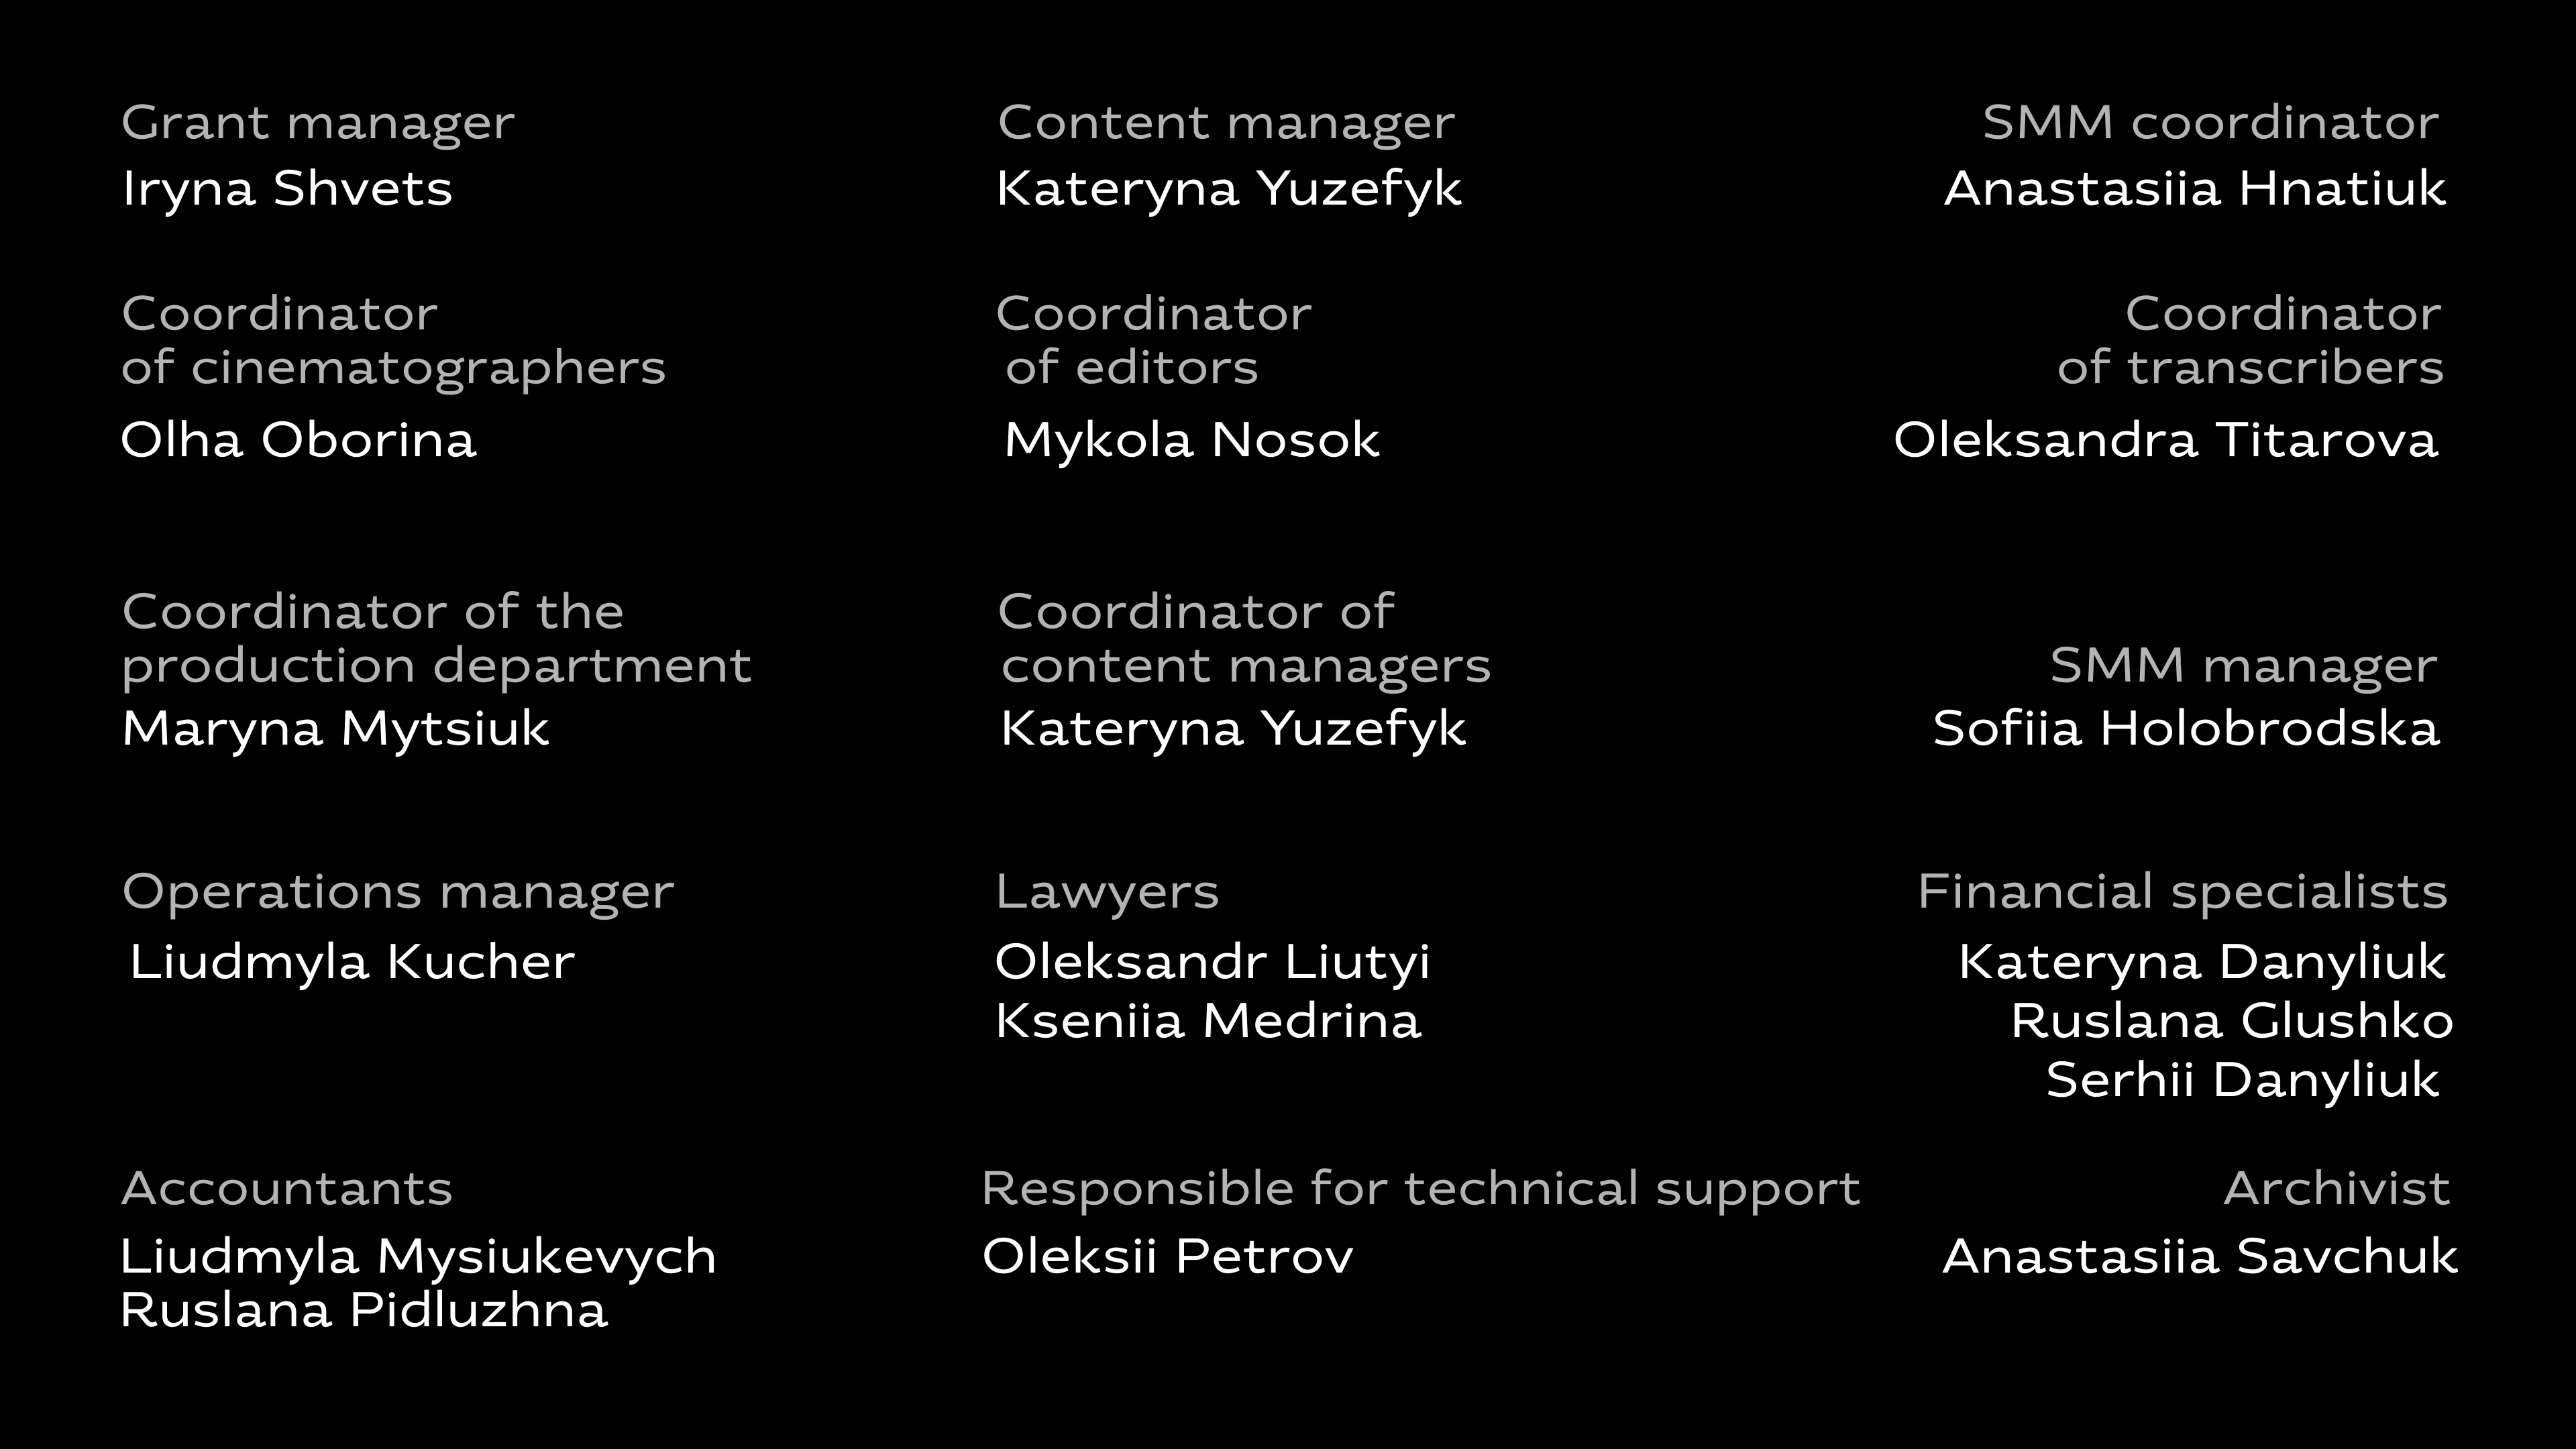 Grant manager
Iryna Shvets
Content manager
Kateryna Yuzefyk
SMM coordinator
Anastasiia Hnatiuk
Coordinator
of cinematographers
Olha Oborina
Coordinator
of editors
Mykola Nosok
Coordinator
of transcribers
Oleksandra Titarova
Coordinator of the
production department
Maryna Mytsiuk
Coordinator of
content managers
Kateryna Yuzefyk
SMM manager
Sofiia Holobrodska
Operations manager
Liudmyla Kucher
Lawyers
Oleksandr Liutyi
Kseniia Medrina
Financial specialists
Kateryna Danyliuk
Ruslana Glushko
Serhii Danyliuk
Accountants
Liudmyla Mysiukevych
Ruslana Pidluzhna
Responsible for technical support
Oleksii Petrov
Archivist
Anastasiia Savchuk